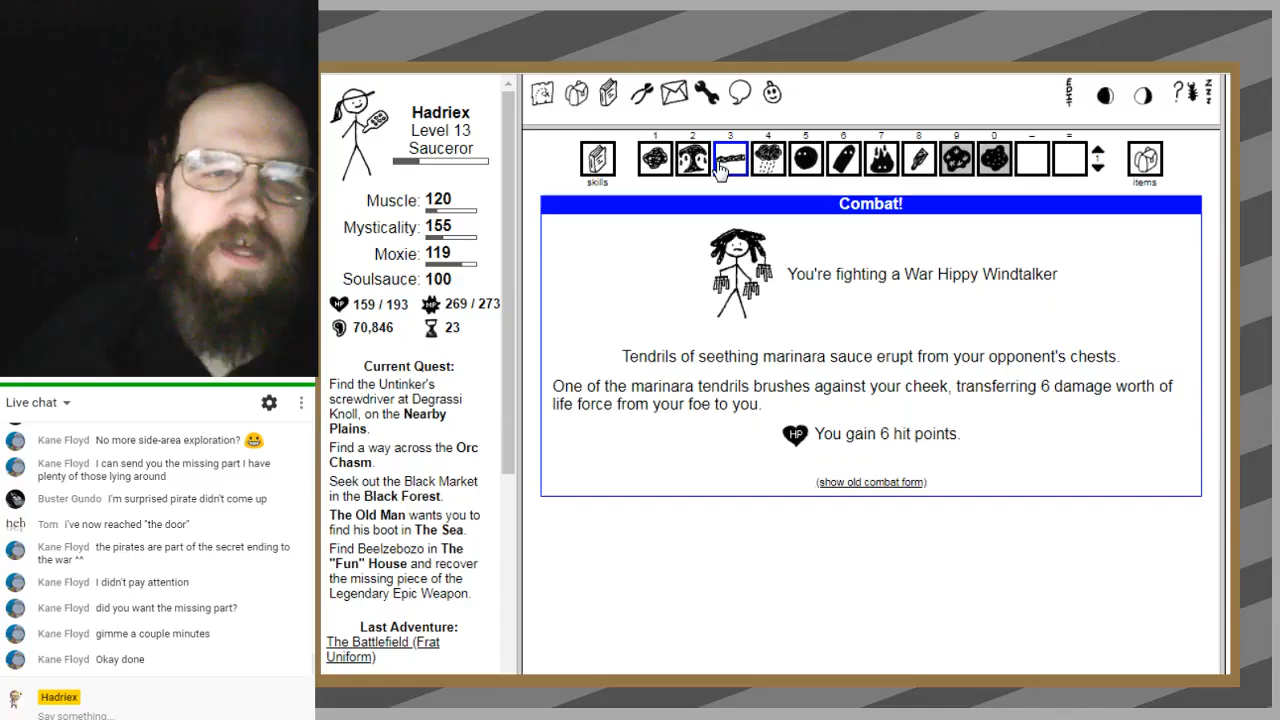 Hadriex
Level 13
Sauceror
Muscle: 120
Mysticality: 155
Moxie: 119
Soulsauce: 100
HP 159 / 193 MP 269 / 273
70,846 23
Current Quest:
Find the Untinker's
screwdriver at Degrassi
Knoll, on the Nearby
Plains.
Find a way across the Orc
Chasm.
Seek out the Black Market
in the Black Forest.
The Old Man wants you to
find his boot in The Sea.
Find Beelzebozo in The
"Fun" House and recover
the missing piece of the
Legendary Epic Weapon.
Last Adventure:
The Battlefield (Frat
Uniform)
EDIT
? ZZZ
1 2 3 4 5 6 7 8 9 0 – =
1
skills
items
Combat!
You're fighting a War Hippy Windtalker
Tendrils of seething marinara sauce erupt from your opponent's chests.
One of the marinara tendrils brushes against your cheek, transferring 6 damage worth of
life force from your foe to you.
HP You gain 6 hit points.
(show old combat form)
Live chat
Kane Floyd No more side-area exploration?
Kane Floyd I can send you the missing part I have
plenty of those lying around
Buster Gundo I'm surprised pirate didn't come up
Tom i've now reached "the door"
Kane Floyd the pirates are part of the secret ending to
the war ^^
Kane Floyd I didn't pay attention
Kane Floyd did you want the missing part?
Kane Floyd gimme a couple minutes
Kane Floyd Okay done
Hadriex
Say something...